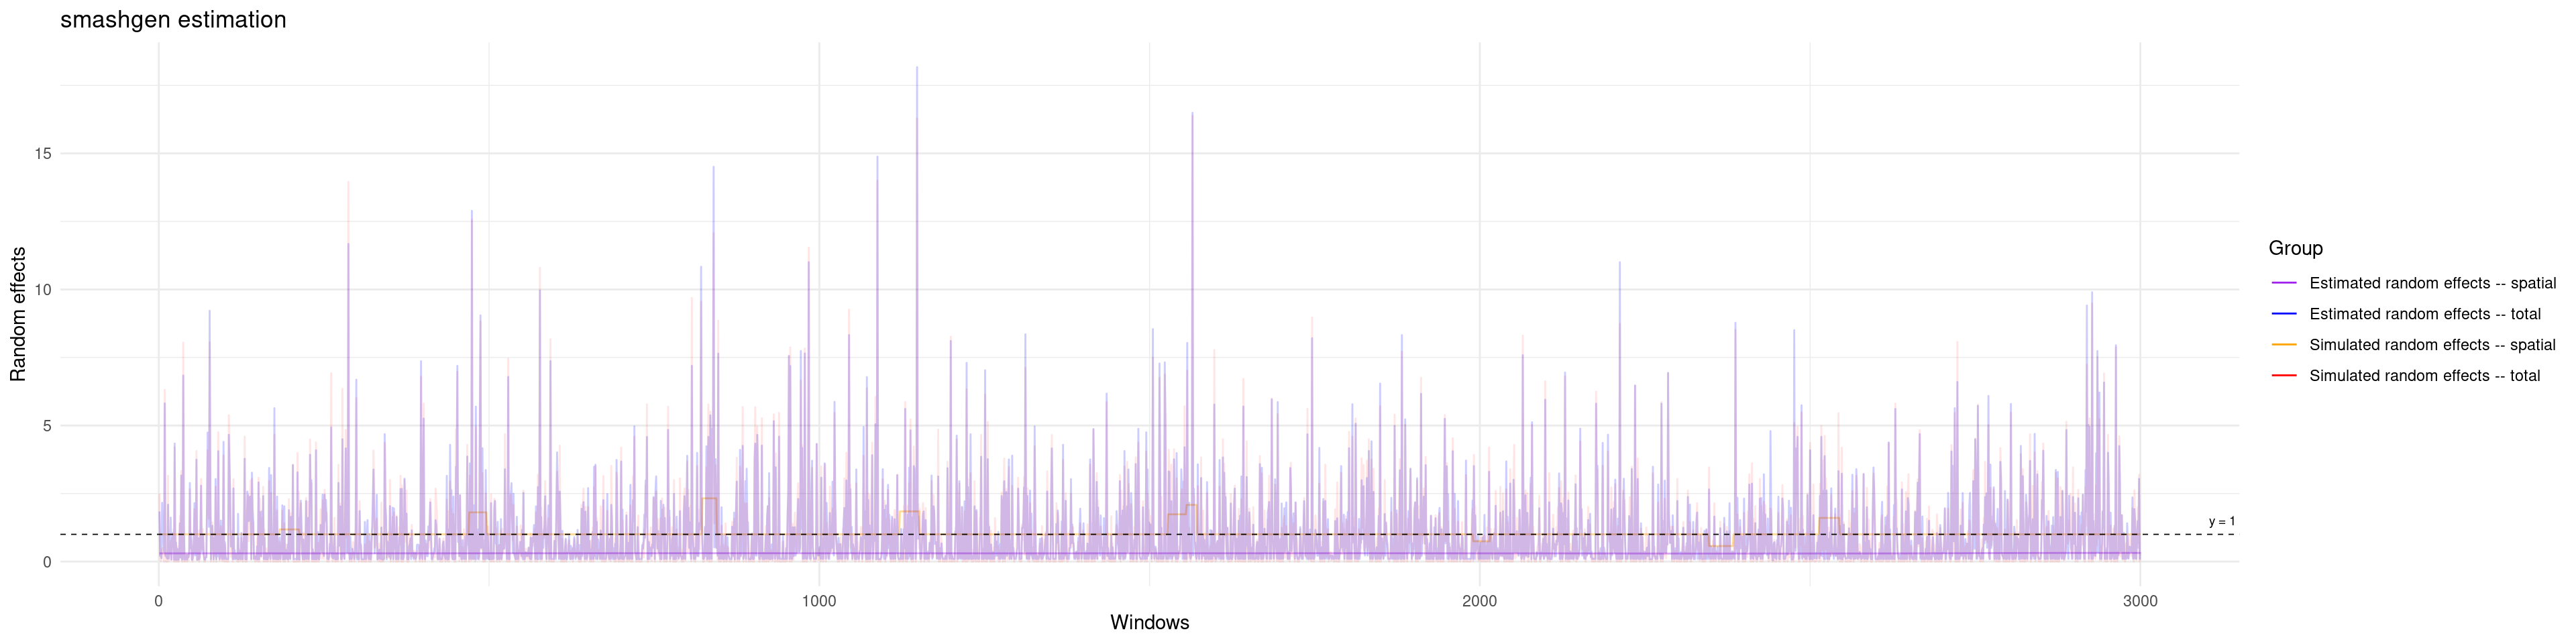 smashgen estimation
Random effects
15
10
5
0
y = 1
0
1000
2000
3000
Windows
Group
Estimated random effects -- spatial
Estimated random effects -- total
Simulated random effects -- spatial
Simulated random effects -- total